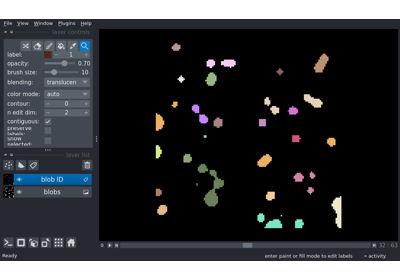 File View Window Plugins Help
layer controls
label: 1
opacity: 0.70
brush size: 10
blending: translucen
color mode: auto
contour: 0
n edit dim: 2
contiguous: ✓
preserve
labels:
show
selected:
layer list
blob ID
blobs
0 32 63
Ready enter paint or fill mode to edit labels activity